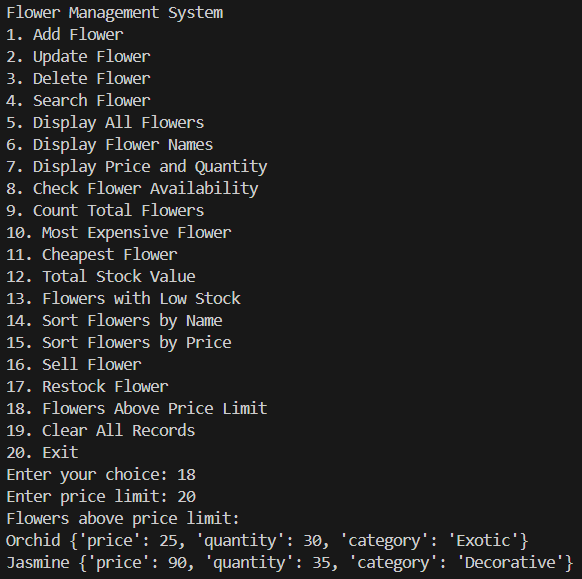 Flower Management System
1. Add Flower
2. Update Flower
3. Delete Flower
4. Search Flower
5. Display All Flowers
6. Display Flower Names
7. Display Price and Quantity
8. Check Flower Availability
9. Count Total Flowers
10. Most Expensive Flower
11. Cheapest Flower
12. Total Stock Value
13. Flowers with Low Stock
14. Sort Flowers by Name
15. Sort Flowers by Price
16. Sell Flower
17. Restock Flower
18. Flowers Above Price Limit
19. Clear All Records
20. Exit
Enter your choice: 18
Enter price limit: 20
Flowers above price limit:
Orchid {'price': 25, 'quantity': 30, 'category': 'Exotic'}
Jasmine {'price': 90, 'quantity': 35, 'category': 'Decorative'}